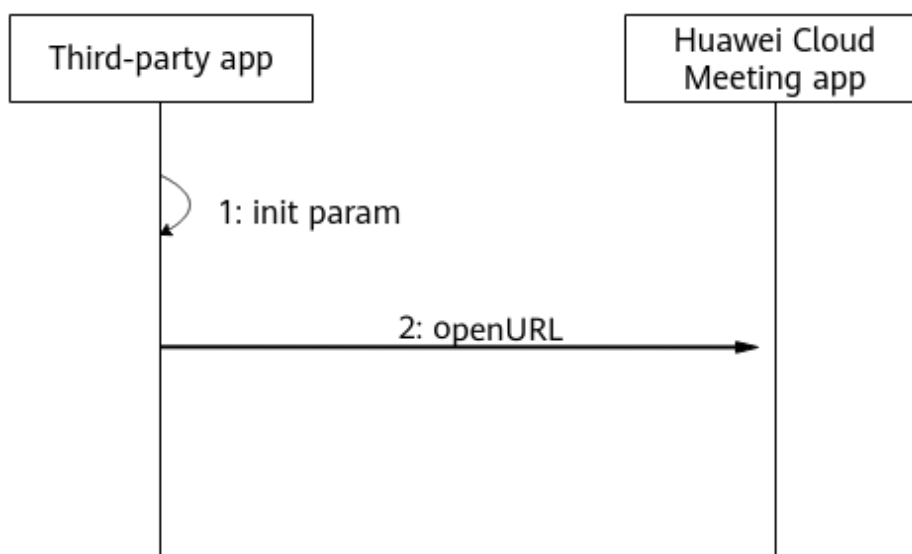 Third-party app
Huawei Cloud
Meeting app
1: init param
2: openURL